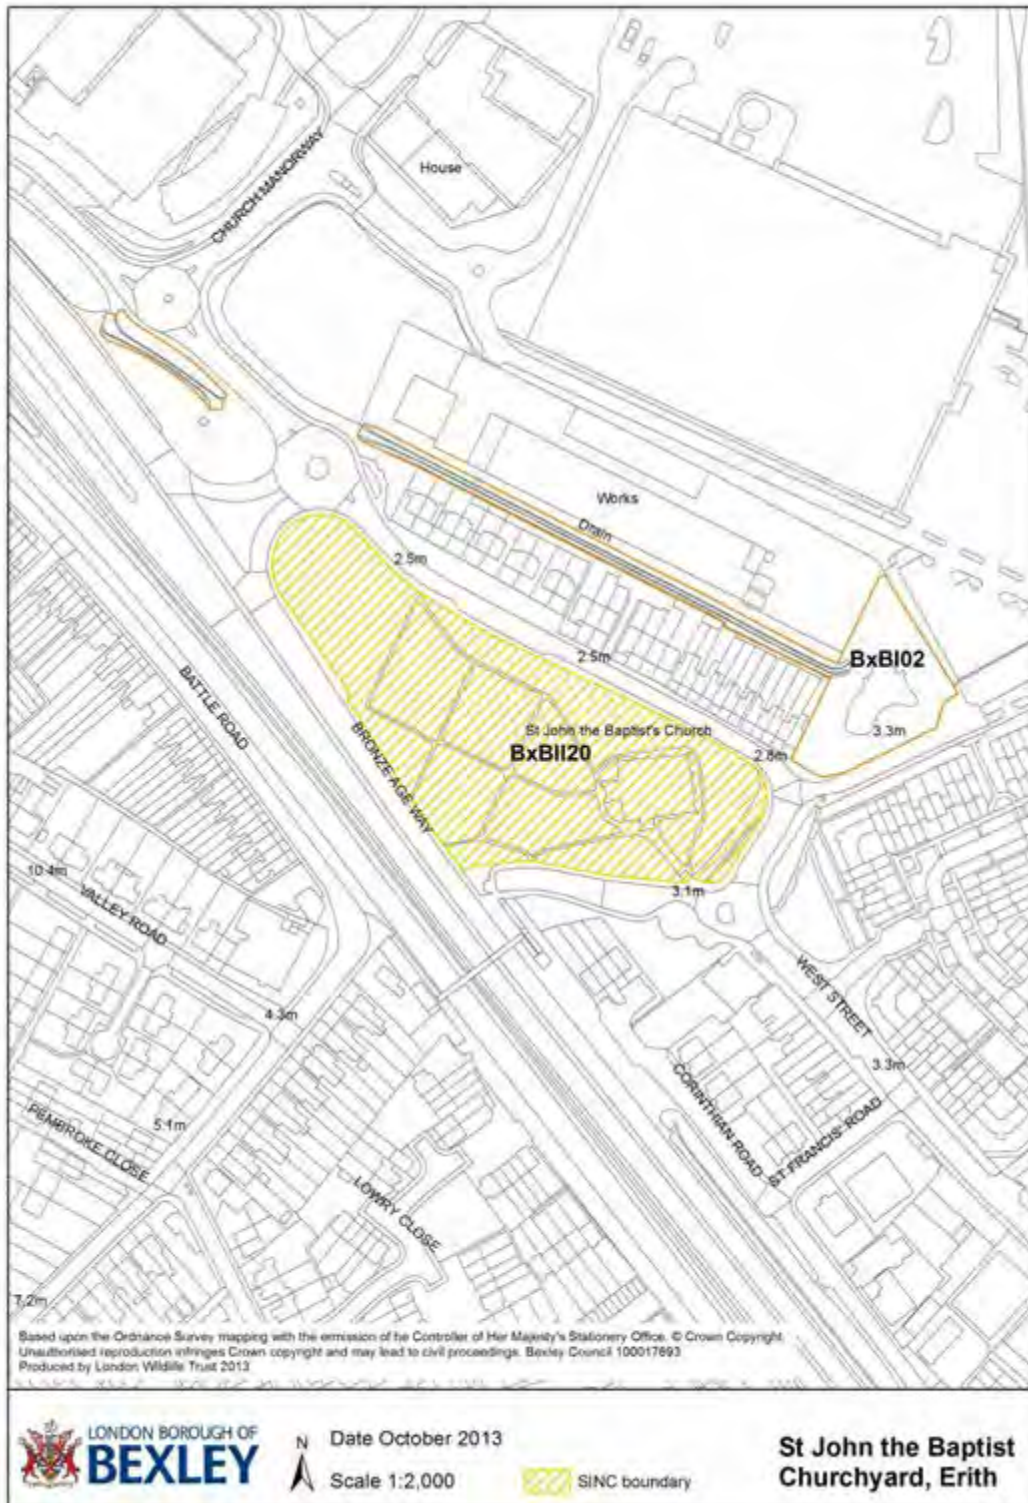 House
CHURCH MANORWAY
Works
Drain
2.5m
2.5m
BxBI02
3.3m
2.8m
St John the Baptist's Church
BxBII20
BATTLE ROAD
BRONZE AGE WAY
10.4m
VALLEY ROAD
3.1m
WEST STREET
4.3m
3.3m
CORINTHIAN ROAD
ST FRANCIS' ROAD
5.1m
PEMBROKE CLOSE
LOWRY CLOSE
7.2m
Based upon the Ordnance Survey mapping with the ermission of he Controller of Her Majesty's Stationery Office. © Crown Copyright.
Unauthorised reproduction infringes Crown copyright and may lead to civil proceedings. Bexley Council 100017693
Produced by London Wildlife Trust 2013
LONDON BOROUGH OF
BEXLEY
N
Date October 2013
Scale 1:2,000
SINC boundary
St John the Baptist
Churchyard, Erith